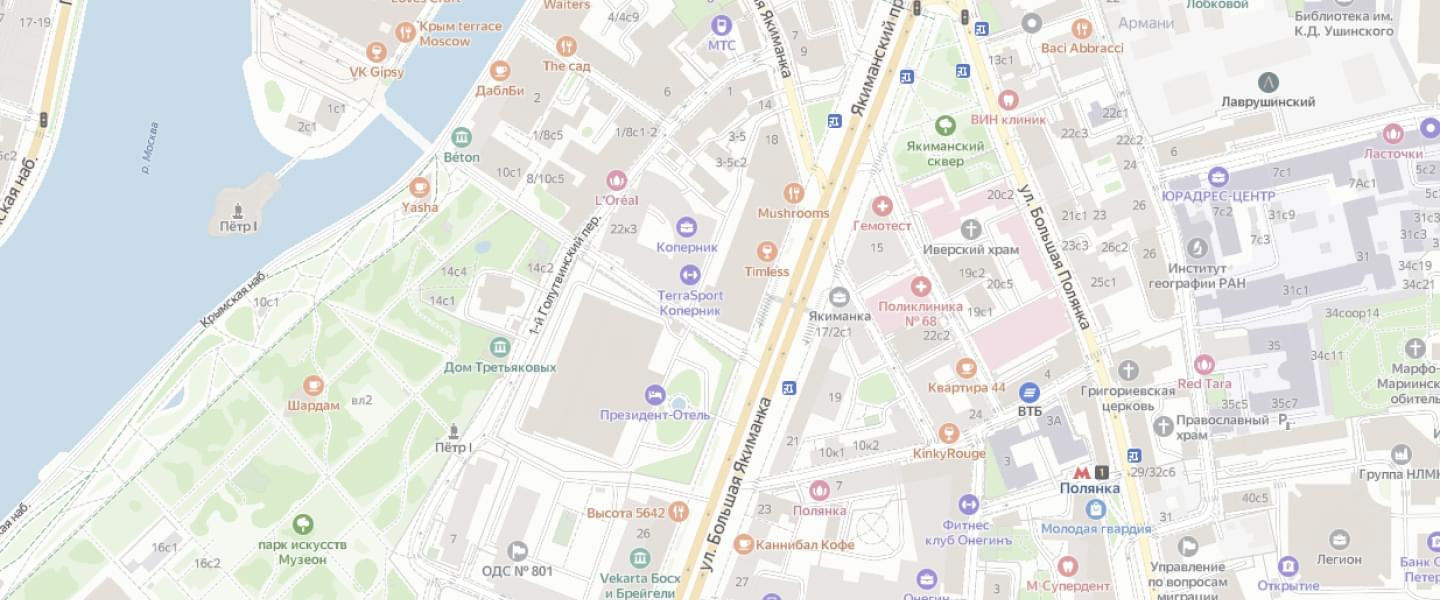 17-19
Loves Craft
Крым terrace
Moscow
VK Gipsy
1с1
2с1
р. Москва
Пётр I
Béton
Yasha
ДаблБи
The сад
Waiters
4/4с9
МТС
2
6
1
14
7
9
1/8с5
1/8с1-2
3-5
3-5с2
18
10с1
8/10с5
L'Oréal
22к3
Коперник
TerraSport
Коперник
Mushrooms
Timless
1-й Голутвинский пер.
Большая Якиманка
Якиманский пр
Крымская наб.
10с1
14с4
14с2
14с1
Дом Третьяковых
Шардам
вл2
Пётр I
Президент-Отель
ул. Большая Якиманка
парк искусств
Музеон
16с1
16с2
7
ОДС № 801
Высота 5642
26
Vekarta Босх
и Брейгели
Каннибал Кофе
27
23
21
19
7
10к1
10к2
Полянка
Онегин
Фитнес
клуб Онегинъ
KinkyRouge
24
Квартира 44
ВТБ
4
3А
3
3
Якиманка
17/2с1
15
Гемотест
Поликлиника
№ 68
22с2
19с1
19с2
20с5
20с2
Иверский храм
Якиманский
сквер
ВИН клиник
13с1
Baci Abbracci
Армани
Лобковой
Библиотека им.
К.Д. Ушинского
Лаврушинский
Ласточки
5с2
22с3
22с1
22с2
24
6
ЮРАДРЕС-ЦЕНТР
7с1
7Ас1
7с2
7с3
31с9
31с3
31с1
21с1
23
26
23с3
26с2
25с1
Институт
географии РАН
34с19
34с21
34соор14
34с11
35
35с5
35с7
Red Tara
Марфо-
Мариинск
обитель
ул. Большая Полянка
Григориевская
церковь
Православный
храм
Полянка
1
29/32с6
Молодая гвардия
31
М Супердент
Управление
по вопросам
миграции
Группа НЛМК
40с5
Легион
Открытие
Банк С
Петер